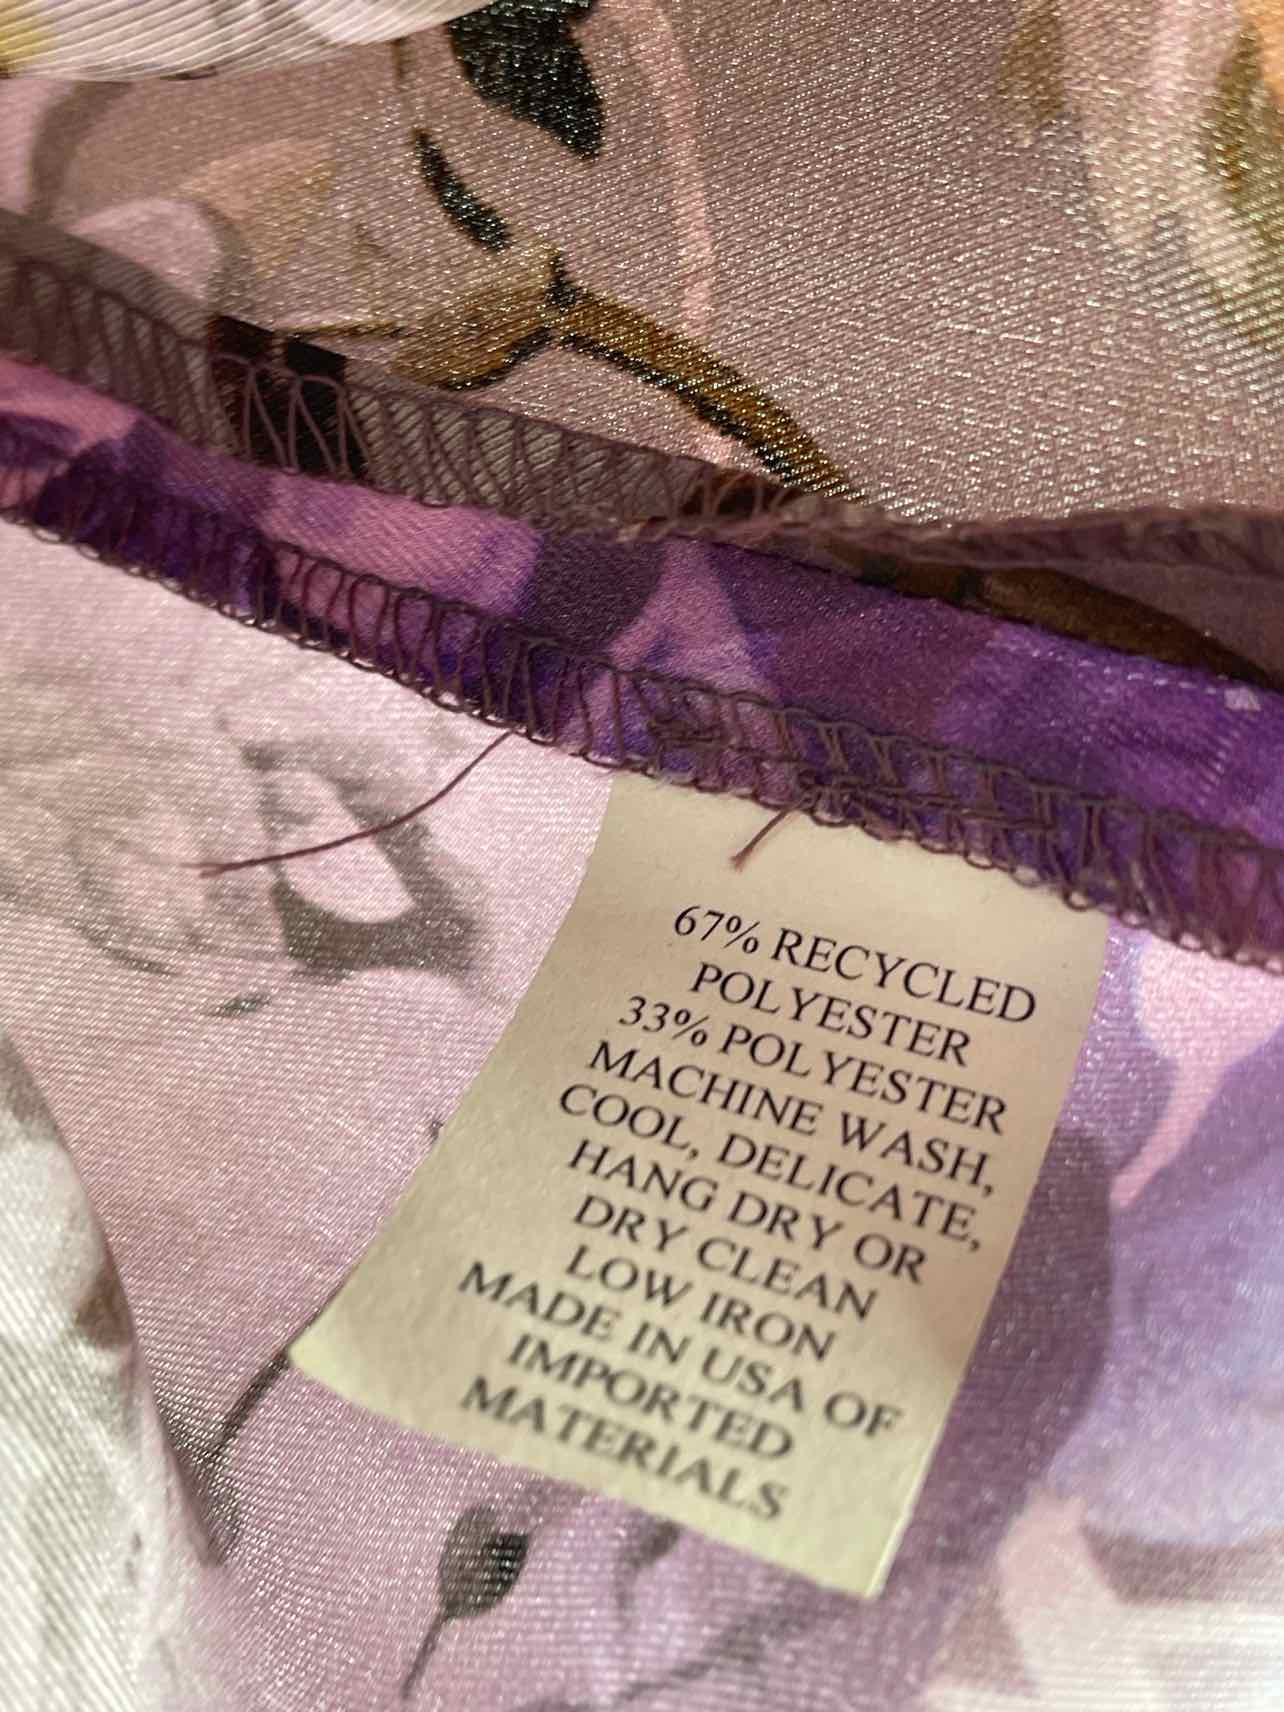 67% RECYCLED
POLYESTER
33% POLYESTER
MACHINE WASH,
COOL, DELICATE,
HANG DRY OR
DRY CLEAN
LOW IRON
MADE IN USA OF
IMPORTED
MATERIALS